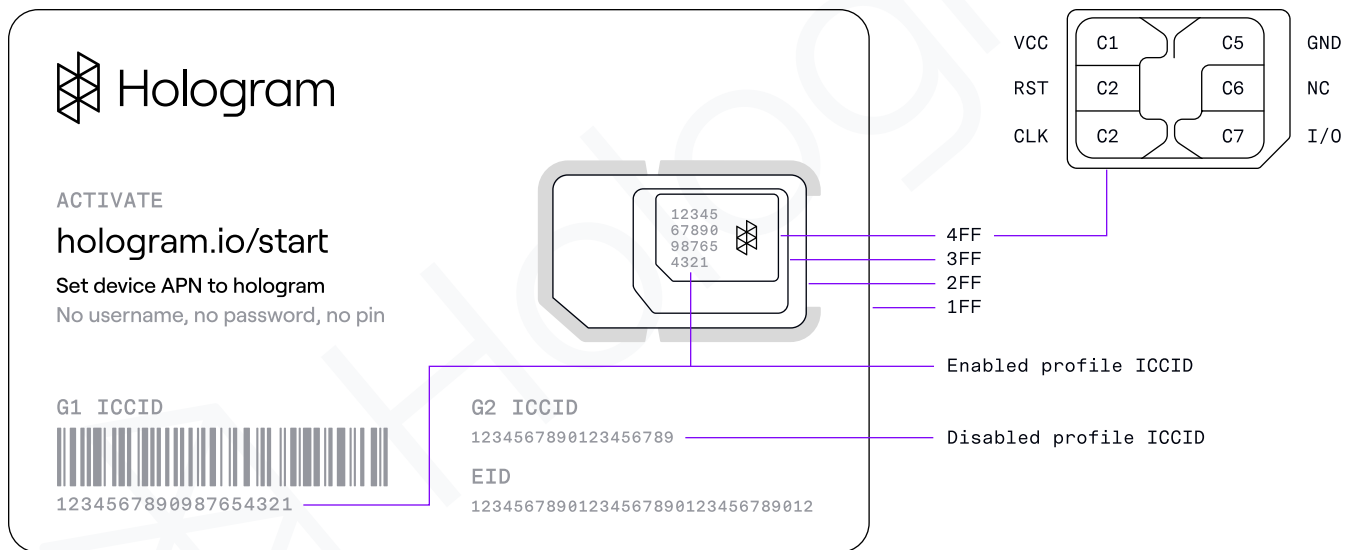 Hologram
ACTIVATE
hologram.io/start
Set device APN to hologram
No username, no password, no pin
G1 ICCID
1234567890987654321
G2 ICCID
1234567890123456789
EID
12345678901234567890123456789012
12345
67890
98765
4321
VCC C1 C5 GND
RST C2 C6 NC
CLK C2 C7 I/O
4FF
3FF
2FF
1FF
Enabled profile ICCID
Disabled profile ICCID
Hologram